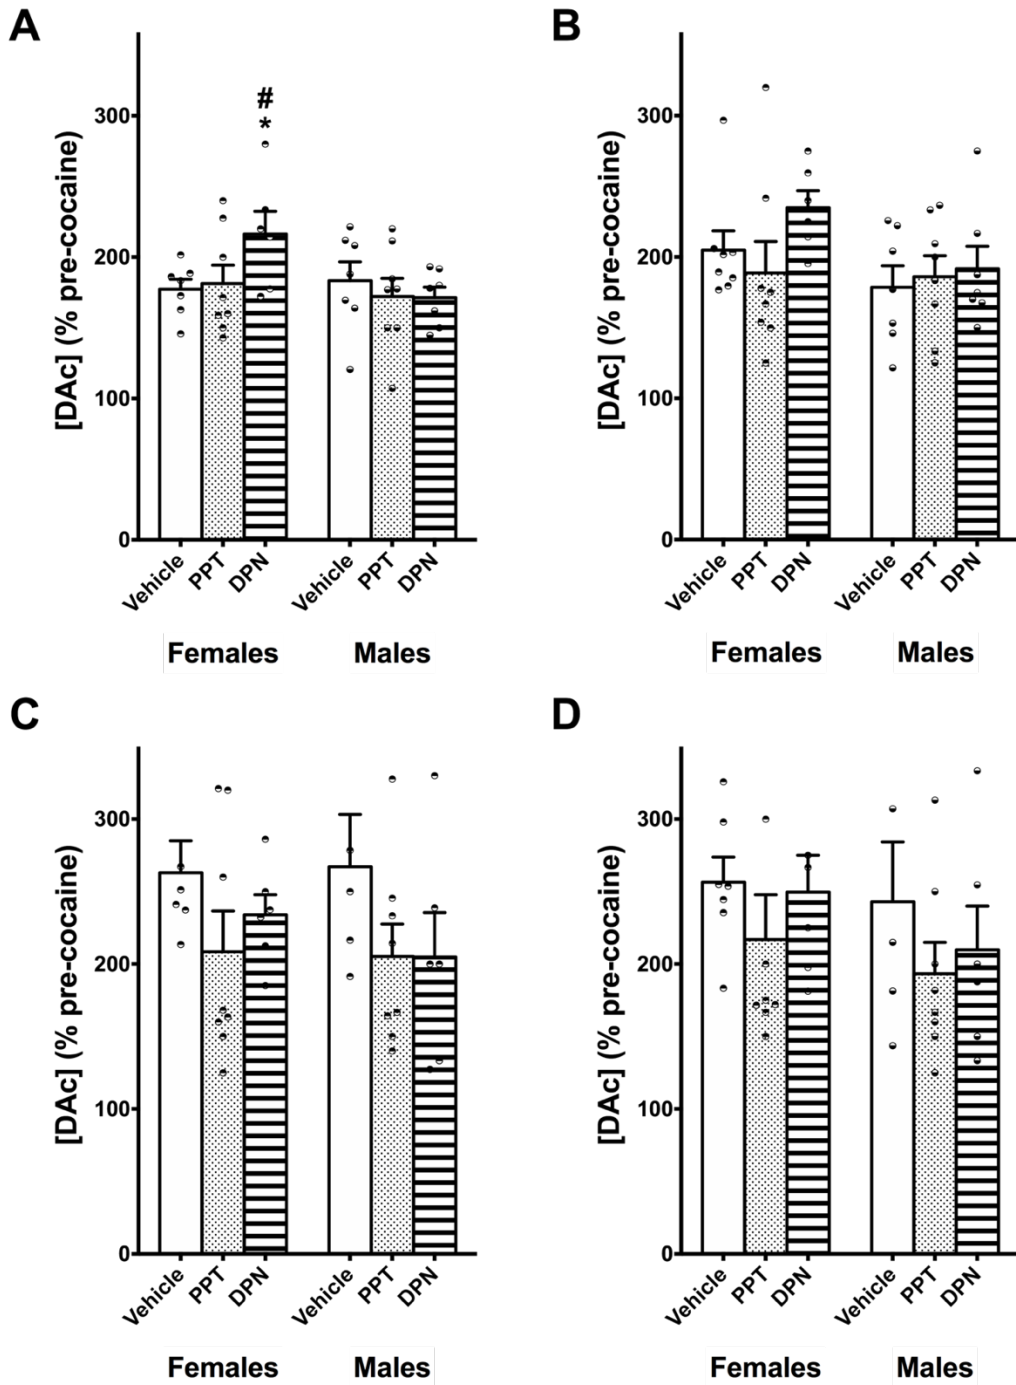 A
[DAc] (% pre-cocaine)
300
200
100
0
#
*
Vehicle PPT DPN Vehicle PPT DPN
Females Males
B
[DAc] (% pre-cocaine)
300
200
100
0
Vehicle PPT DPN Vehicle PPT DPN
Females Males
C
[DAc] (% pre-cocaine)
300
200
100
0
Vehicle PPT DPN Vehicle PPT DPN
Females Males
D
[DAc] (% pre-cocaine)
300
200
100
0
Vehicle PPT DPN Vehicle PPT DPN
Females Males